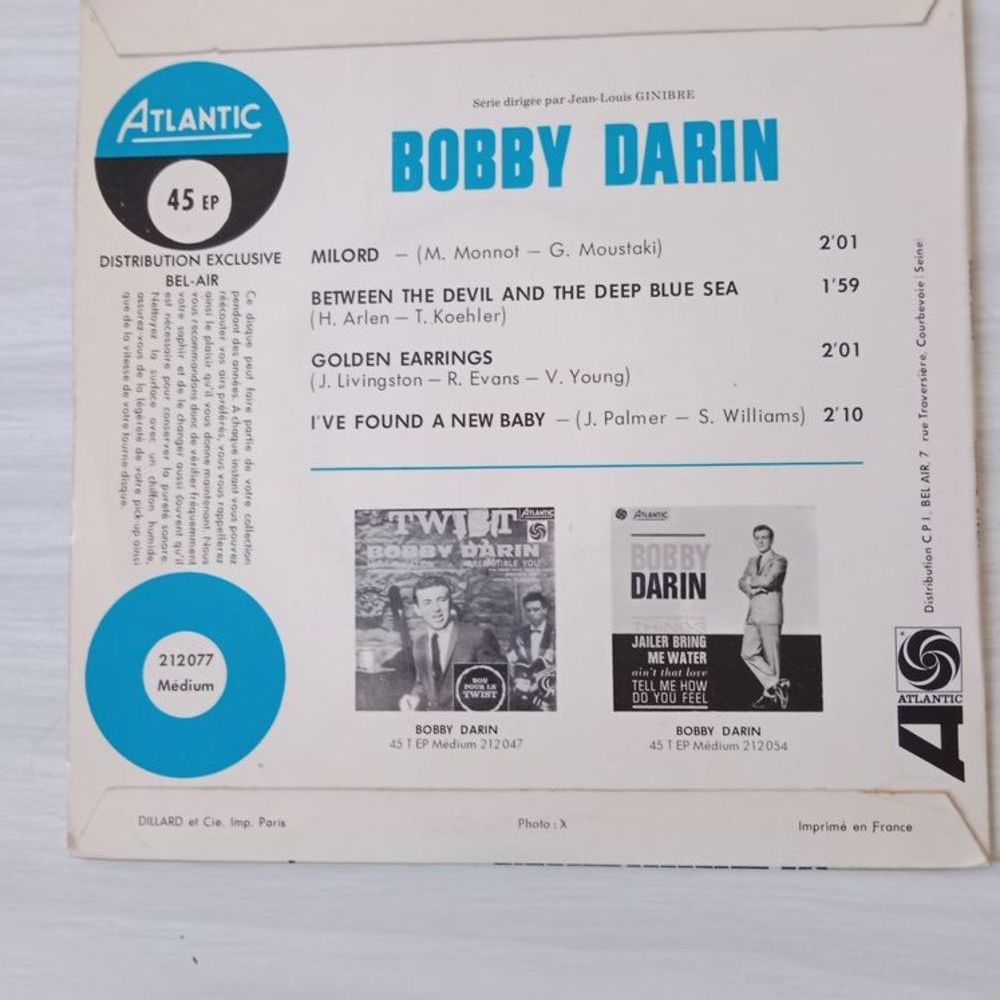 Série dirigée par Jean-Louis GINIBRE
BOBBY DARIN
ATLANTIC
45 EP
DISTRIBUTION EXCLUSIVE
BEL-AIR
MILORD — (M. Monnot — G. Moustaki) 2'01
BETWEEN THE DEVIL AND THE DEEP BLUE SEA 1'59
(H. Arlen — T. Koehler)
GOLDEN EARRINGS 2'01
(J. Livingston — R. Evans — V. Young)
I'VE FOUND A NEW BABY — (J. Palmer — S. Williams) 2'10
Ce disque peut faire partie de votre collection
pendant des années. A chaque instant vous pouvez
réécouter vos airs préférés, vous vous rappellerez
ainsi le plaisir qu'il vous donne maintenant. Nous
vous recommandons donc de vérifier fréquemment
votre saphir et de le changer aussi souvent qu'il
est nécessaire pour conserver la pureté sonore.
Nettoyez la surface avec un chiffon humide,
assurez-vous de la légèreté de votre pick-up ainsi
que de la vitesse de votre tourne-disque.
212077
Médium
TWIST
ATLANTIC
BOBBY DARIN
BON
POUR LE
TWIST
BOBBY DARIN
45 T EP Médium 212047
ATLANTIC
BOBBY
DARIN
THINGS
JAILER BRING
ME WATER
ain't that love
TELL ME HOW
DO YOU FEEL
BOBBY DARIN
45 T EP Médium 212054
Distribution C P I. BEL AIR, 7 rue Traversière, Courbevoie (Seine)
ATLANTIC
DILLARD et Cie. Imp. Paris
Photo : X
Imprimé en France